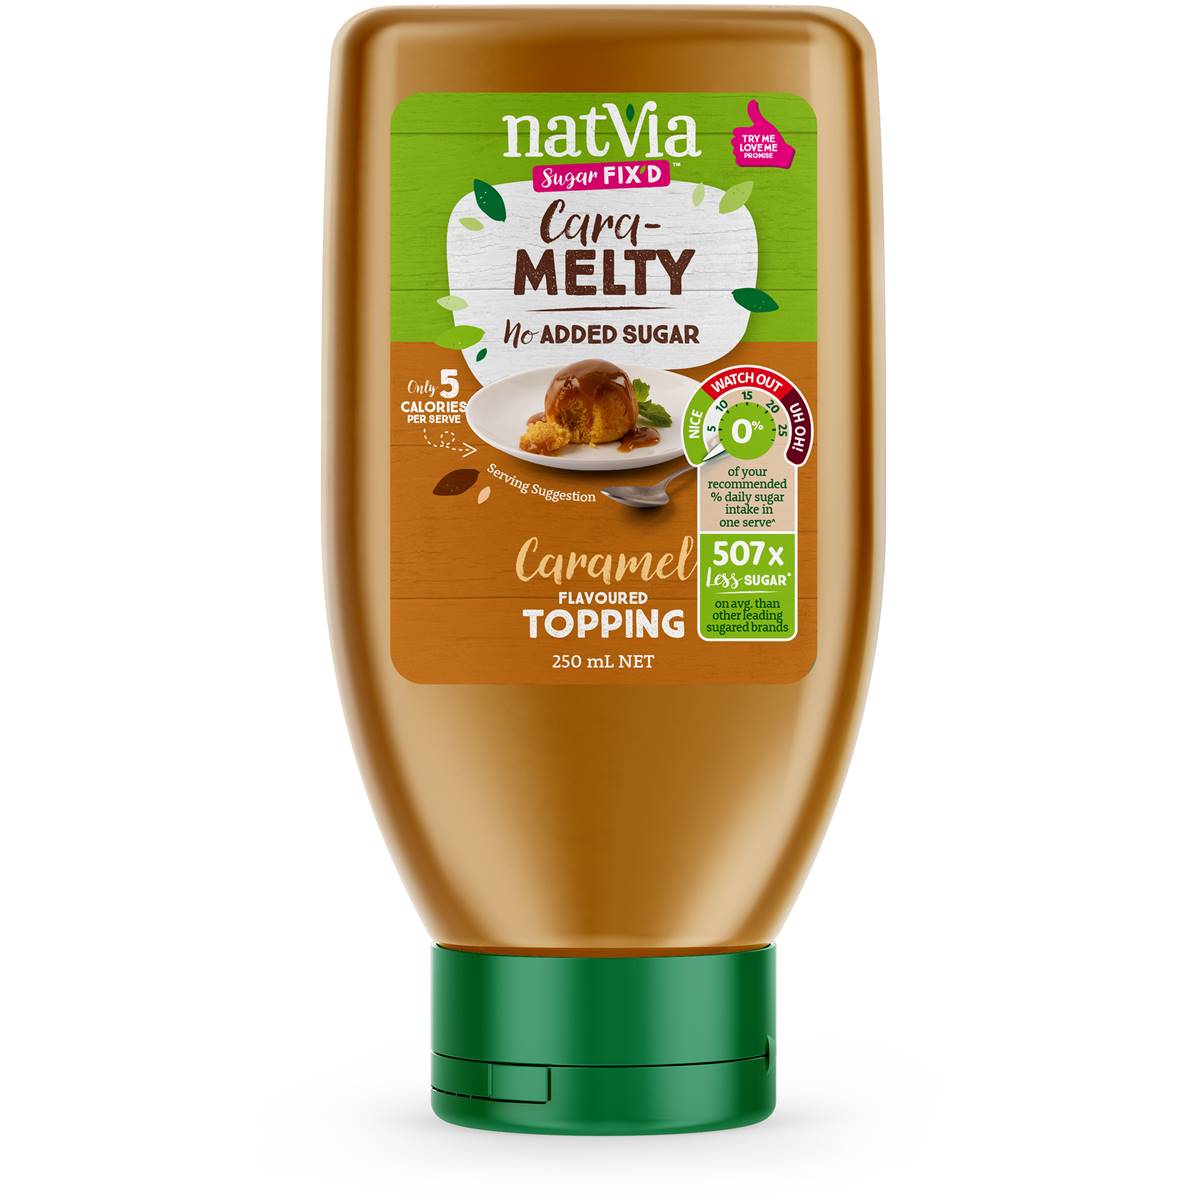 natvia
Sugar FIX'D™
TRY ME
LOVE ME
PROMISE
Cara-
MELTY
No ADDED SUGAR
Only 5
CALORIES
PER SERVE
Serving Suggestion
NICE
WATCH OUT
UH OH!
5 10 15 20 25
0%
of your
recommended
% daily sugar
intake in
one serve^
507x
Less SUGAR*
on avg. than
other leading
sugared brands
Caramel
FLAVOURED
TOPPING
250 mL NET